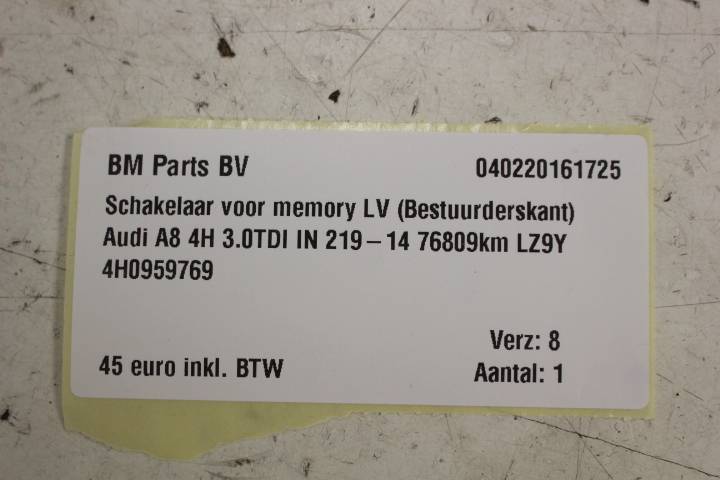 BM Parts BV 040220161725
Schakelaar voor memory LV (Bestuurderskant)
Audi A8 4H 3.0TDI IN 219-14 76809km LZ9Y
4H0959769
Verz: 8
45 euro inkl. BTW Aantal: 1